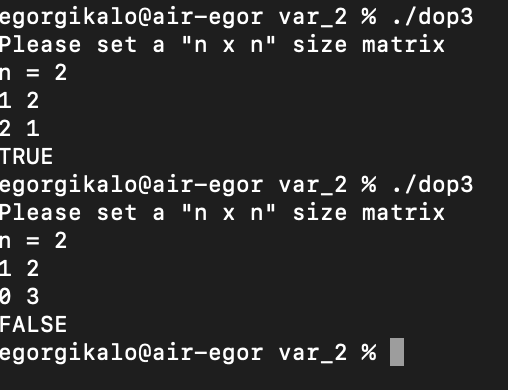 egorgikalo@air-egor var_2 % ./dop3
Please set a "n x n" size matrix
n = 2
1 2
2 1
TRUE
egorgikalo@air-egor var_2 % ./dop3
Please set a "n x n" size matrix
n = 2
1 2
0 3
FALSE
egorgikalo@air-egor var_2 %